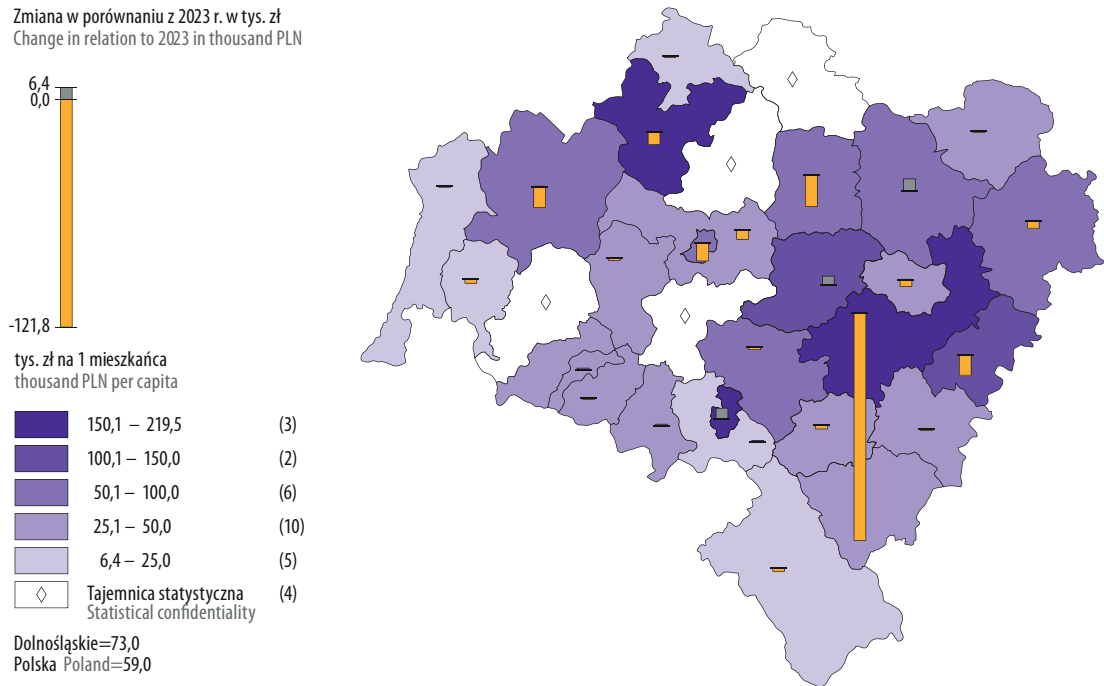 Zmiana w porównaniu z 2023 r. w tys. zł
Change in relation to 2023 in thousand PLN
6,4
0,0
-121,8
tys. zł na 1 mieszkańca
thousand PLN per capita
150,1 – 219,5 (3)
100,1 – 150,0 (2)
50,1 – 100,0 (6)
25,1 – 50,0 (10)
6,4 – 25,0 (5)
Tajemnica statystyczna (4)
Statistical confidentiality
Dolnośląskie=73,0
Polska Poland=59,0